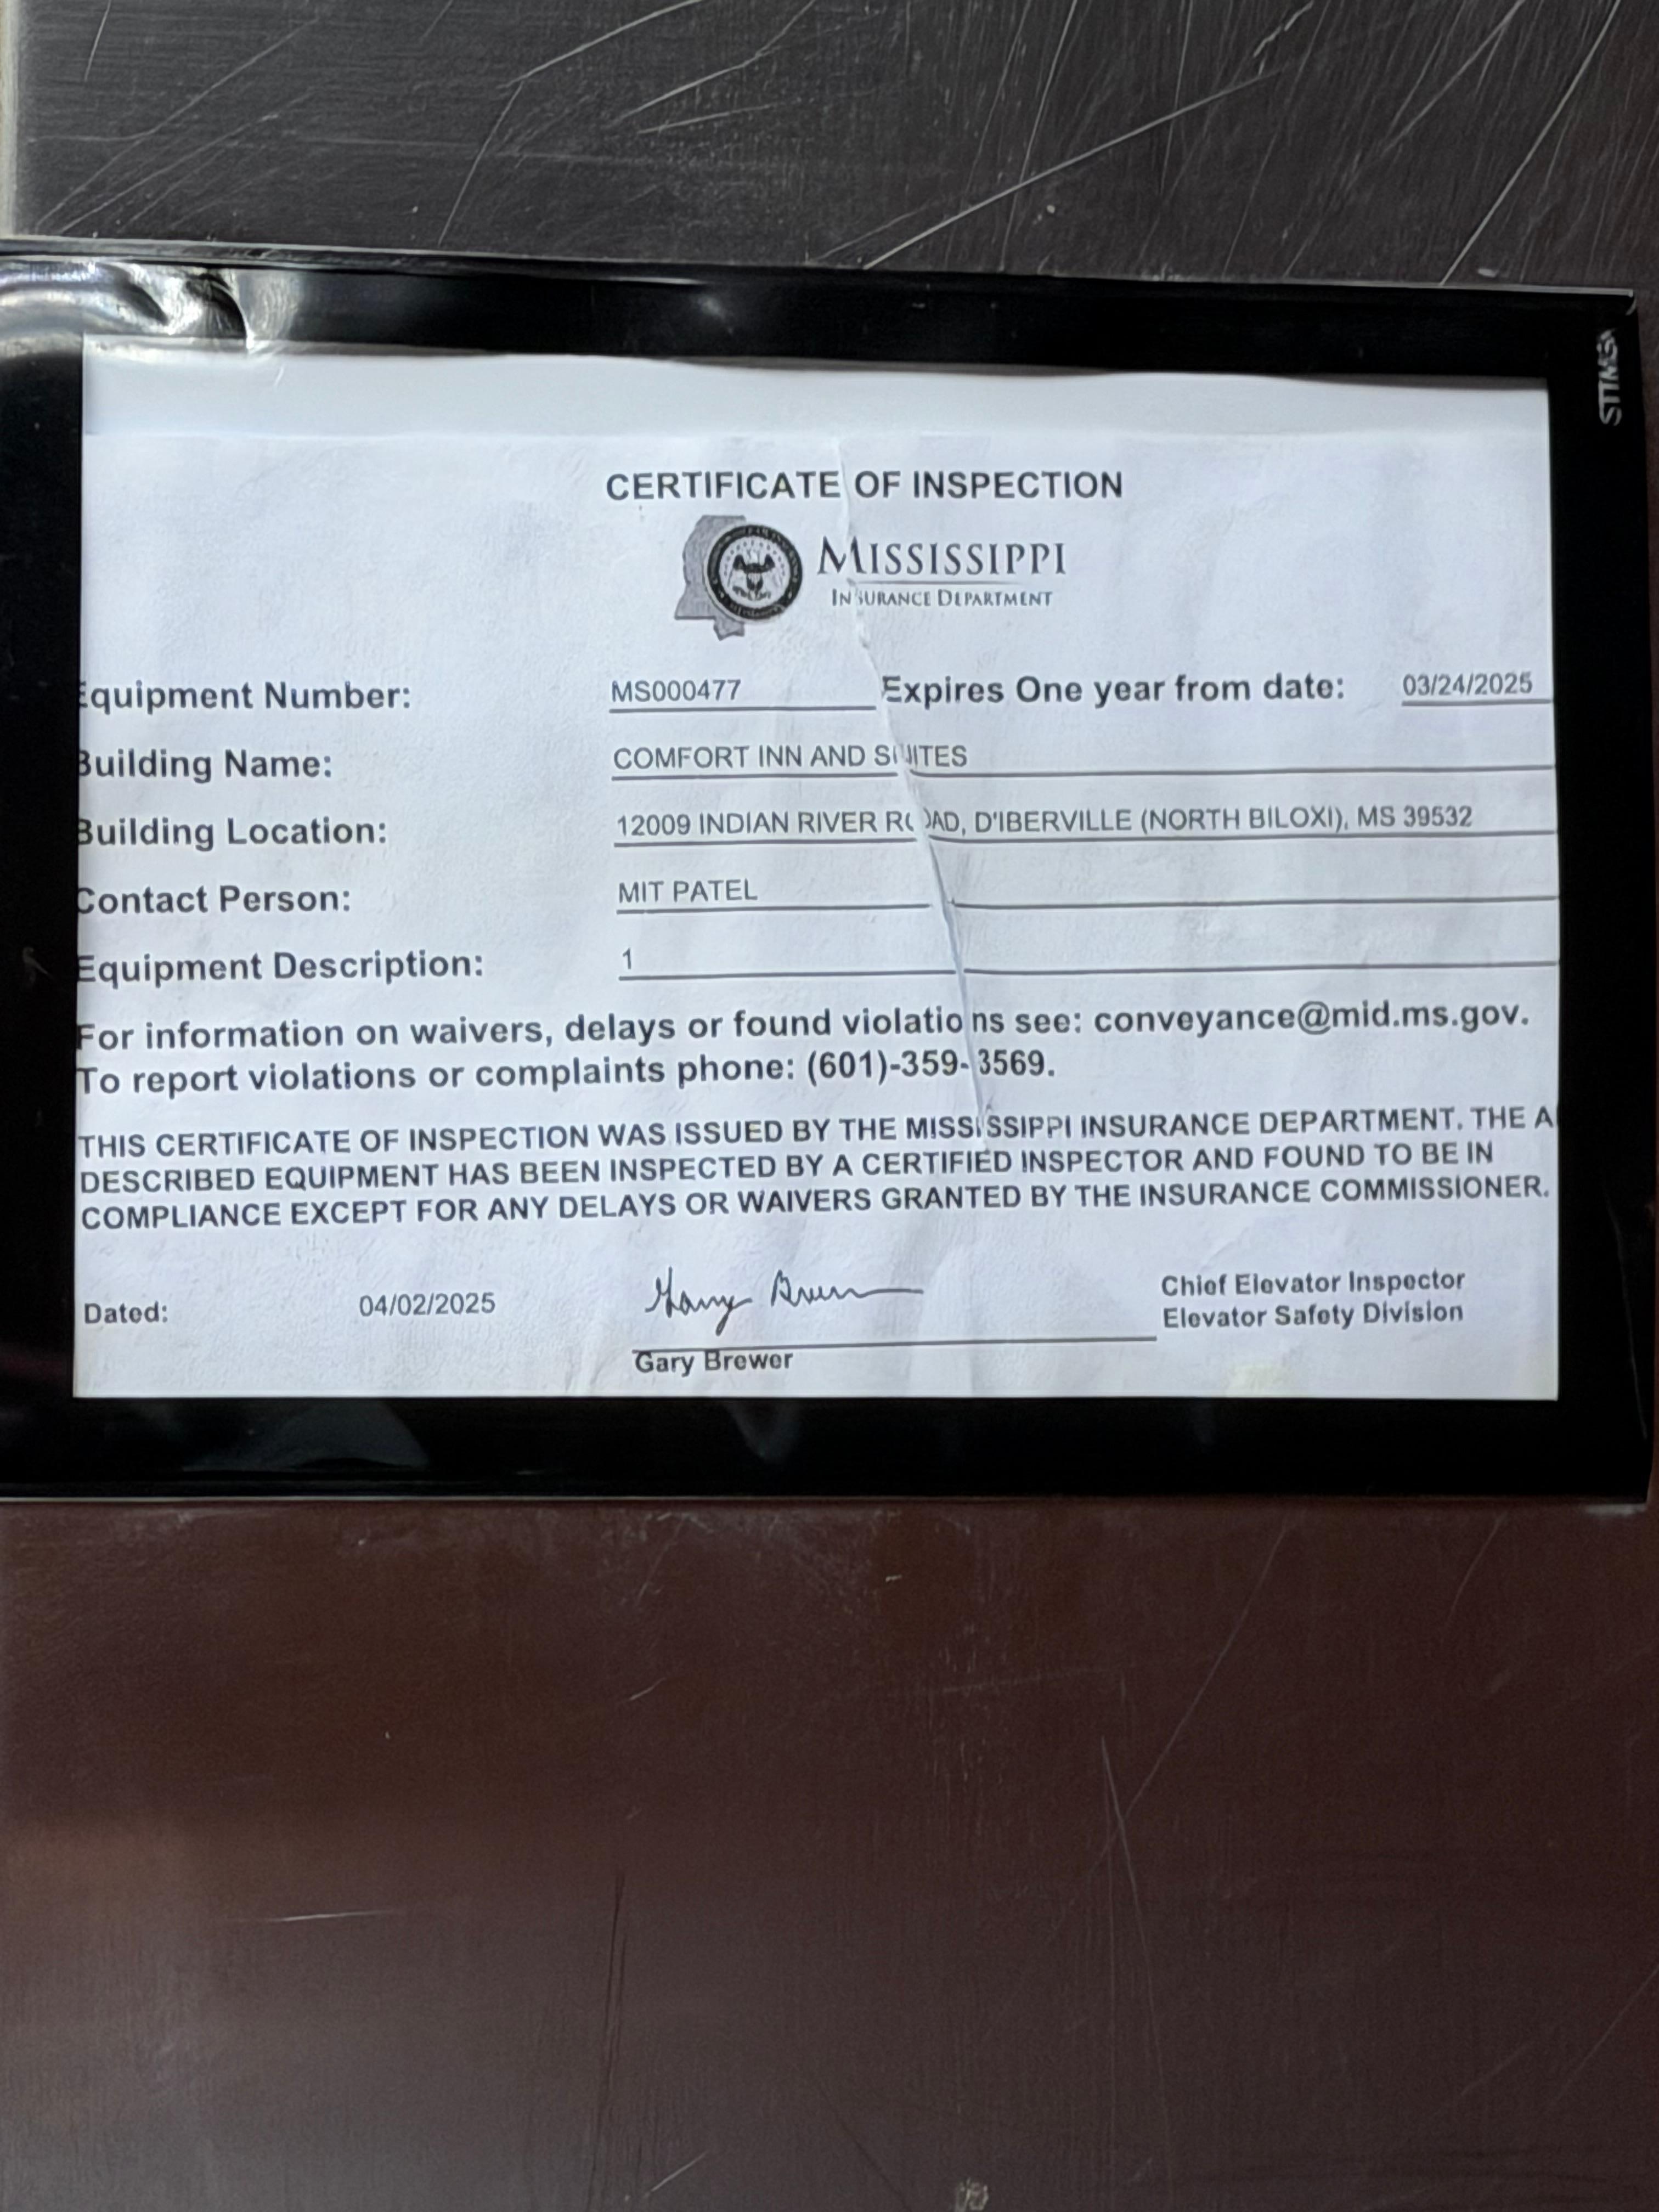 STTMSW
CERTIFICATE OF INSPECTION
MISSISSIPPI
INSURANCE DEPARTMENT
Equipment Number: MS000477 Expires One year from date: 03/24/2025
Building Name: COMFORT INN AND SUITES
Building Location: 12009 INDIAN RIVER ROAD, D'IBERVILLE (NORTH BILOXI), MS 39532
Contact Person: MIT PATEL
Equipment Description: 1
For information on waivers, delays or found violations see: conveyance@mid.ms.gov.
To report violations or complaints phone: (601)-359-3569.
THIS CERTIFICATE OF INSPECTION WAS ISSUED BY THE MISSISSIPPI INSURANCE DEPARTMENT. THE A
DESCRIBED EQUIPMENT HAS BEEN INSPECTED BY A CERTIFIED INSPECTOR AND FOUND TO BE IN
COMPLIANCE EXCEPT FOR ANY DELAYS OR WAIVERS GRANTED BY THE INSURANCE COMMISSIONER.
Dated: 04/02/2025 Gary Brewer Chief Elevator Inspector
Elevator Safety Division
Gary Brewer